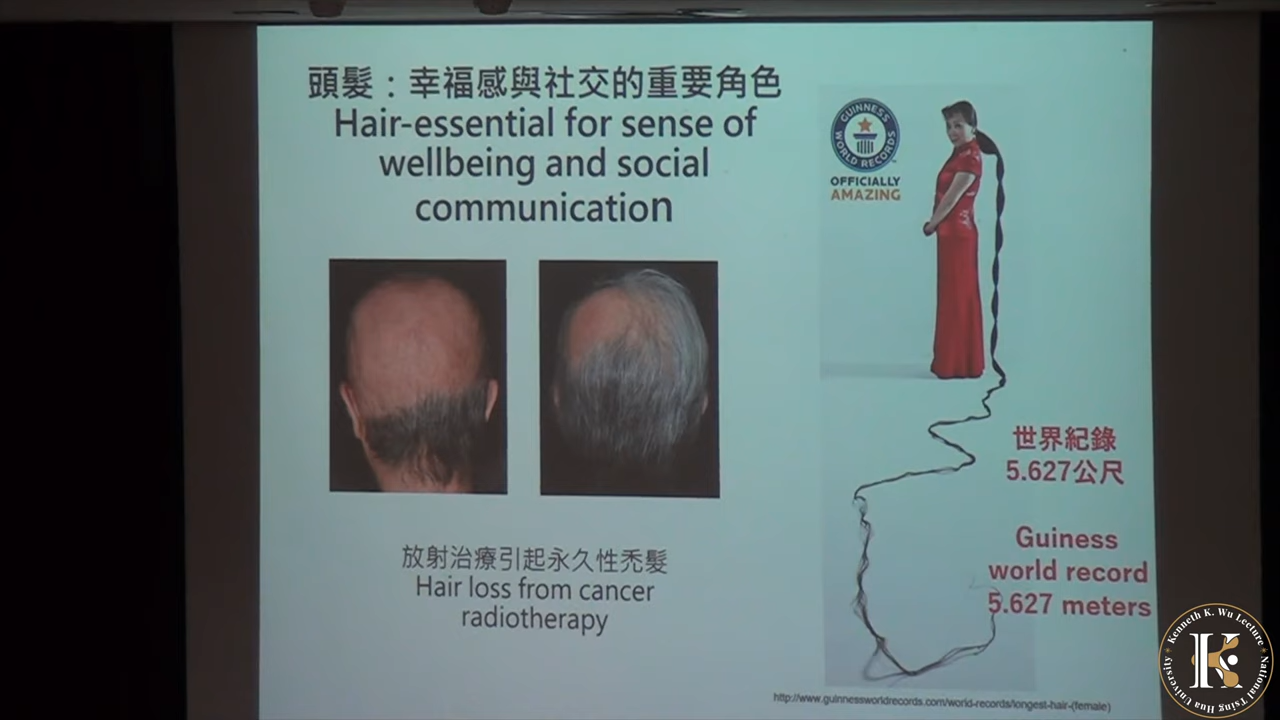 頭髮：幸福感與社交的重要角色
Hair-essential for sense of
wellbeing and social
communication
GUINNESS
WORLD RECORDS
OFFICIALLY
AMAZING
世界紀錄
5.627公尺
Guiness
world record
5.627 meters
放射治療引起永久性禿髮
Hair loss from cancer
radiotherapy
http://www.guinnessworldrecords.com/world-records/longest-hair-(female)
Kenneth K. Wu Lecture
National Tsing Hua University
K